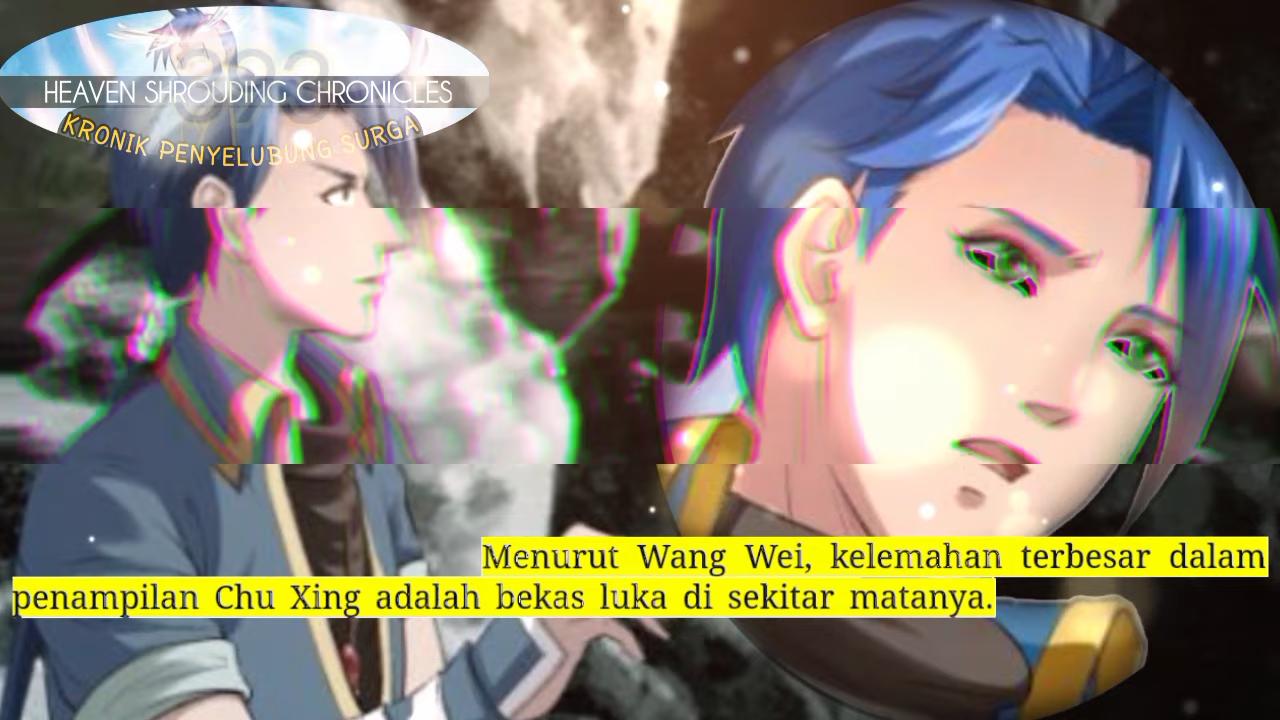 393
HEAVEN SHROUDING CHRONICLES
KRONIK PENYELUBUNG SURGA
Menurut Wang Wei, kelemahan terbesar dalam
penampilan Chu Xing adalah bekas luka di sekitar matanya.